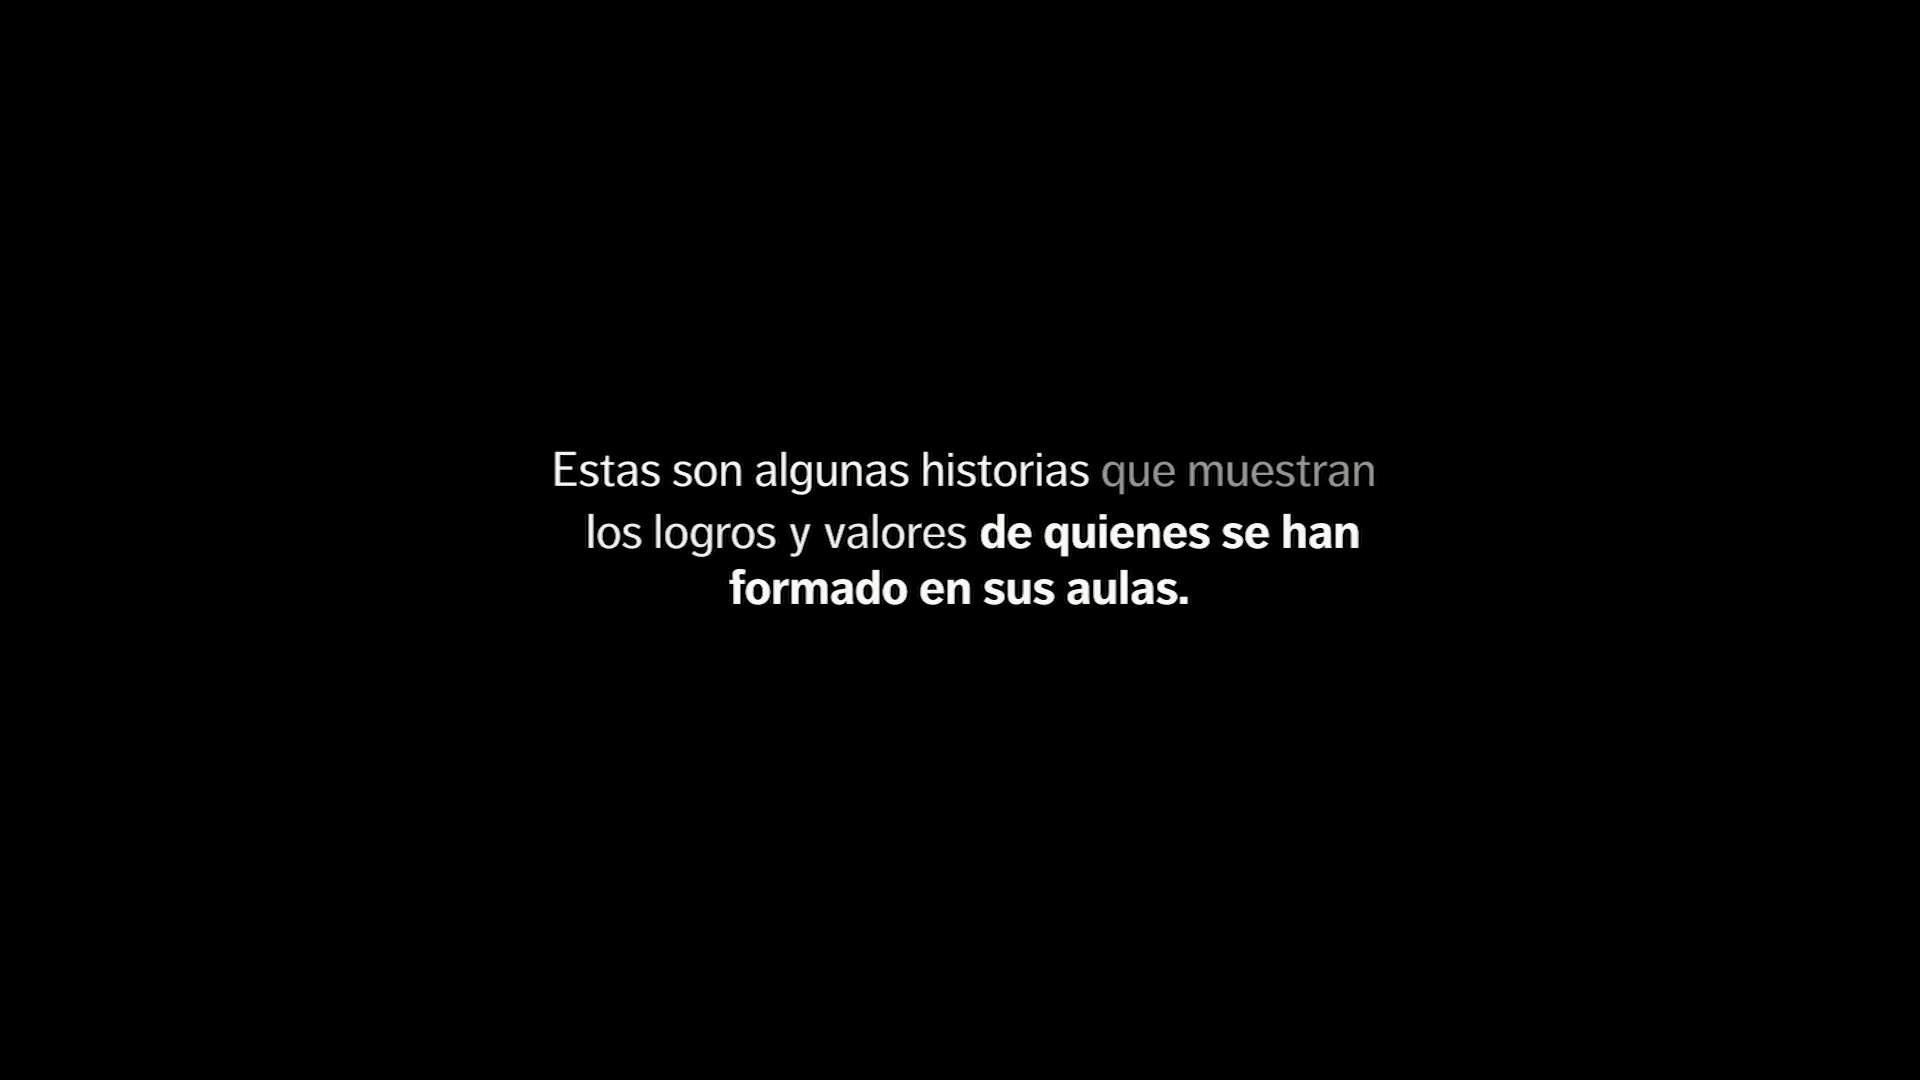 Estas son algunas historias que muestran
los logros y valores de quienes se han
formado en sus aulas.